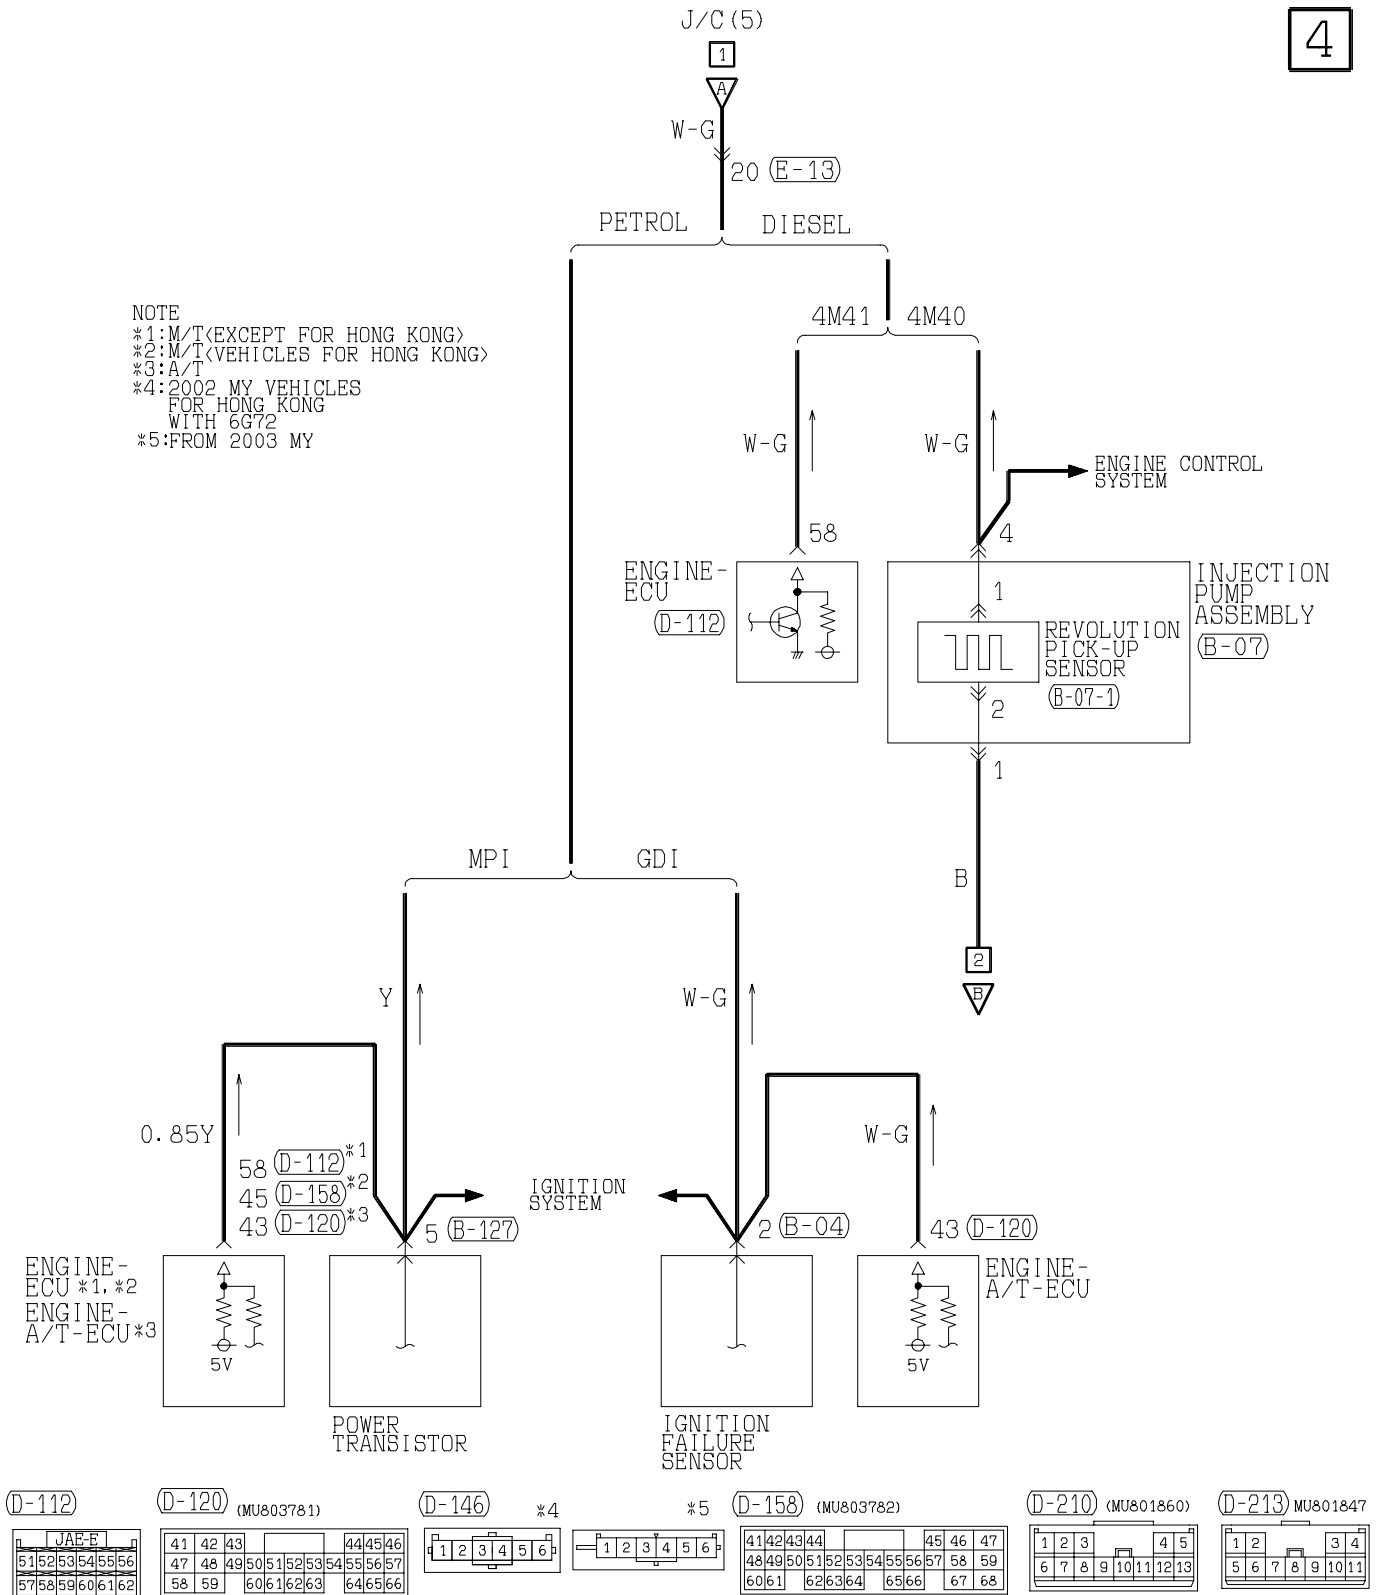 J/C(5)
4
1
A
W-G
20 (E-13)
PETROL DIESEL
NOTE
*1:M/T<EXCEPT FOR HONG KONG>
*2:M/T<VEHICLES FOR HONG KONG>
*3:A/T
*4:2002 MY VEHICLES
FOR HONG KONG
WITH 6G72
*5:FROM 2003 MY
4M41 4M40
W-G
W-G
ENGINE CONTROL
SYSTEM
58
4
ENGINE-
ECU
(D-112)
1
INJECTION
PUMP
ASSEMBLY
(B-07)
REVOLUTION
PICK-UP
SENSOR
(B-07-1)
2
1
MPI GDI
B
2
B
Y
W-G
0.85Y
W-G
58 (D-112)*1
45 (D-158)*2
43 (D-120)*3
IGNITION
SYSTEM
5 (B-127)
2 (B-04)
43 (D-120)
ENGINE-
ECU *1,*2
ENGINE-
A/T-ECU*3
5V
POWER
TRANSISTOR
IGNITION
FAILURE
SENSOR
5V
ENGINE-
A/T-ECU
(D-112)
JAE-E
51 52 53 54 55 56
57 58 59 60 61 62
(D-120) (MU803781)
41 42 43 44 45 46
47 48 49 50 51 52 53 54 55 56 57
58 59 60 61 62 63 64 65 66
(D-146) *4
1 2 3 4 5 6
*5
1 2 3 4 5 6
(D-158) (MU803782)
41 42 43 44 45 46 47
48 49 50 51 52 53 54 55 56 57 58 59
60 61 62 63 64 65 66 67 68
(D-210) (MU801860)
1 2 3 4 5
6 7 8 9 10 11 12 13
(D-213) MU801847
1 2 3 4
5 6 7 8 9 10 11